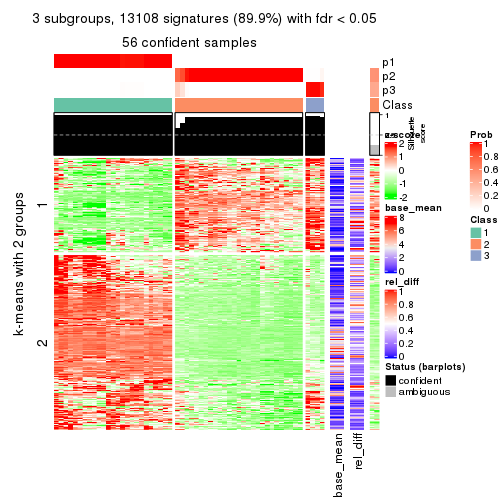 3 subgroups, 13108 signatures (89.9%) with fdr < 0.05
56 confident samples
p1
p2
p3
Class
1
Silhouette
score
k-means with 2 groups
1
2
z-score
2
1
0
-1
-2
base_mean
8
6
4
2
0
rel_diff
1
0.8
0.6
0.4
0.2
0
Status (barplots)
confident
ambiguous
Prob
1
0.8
0.6
0.4
0.2
0
Class
1
2
3
base_mean
rel_diff